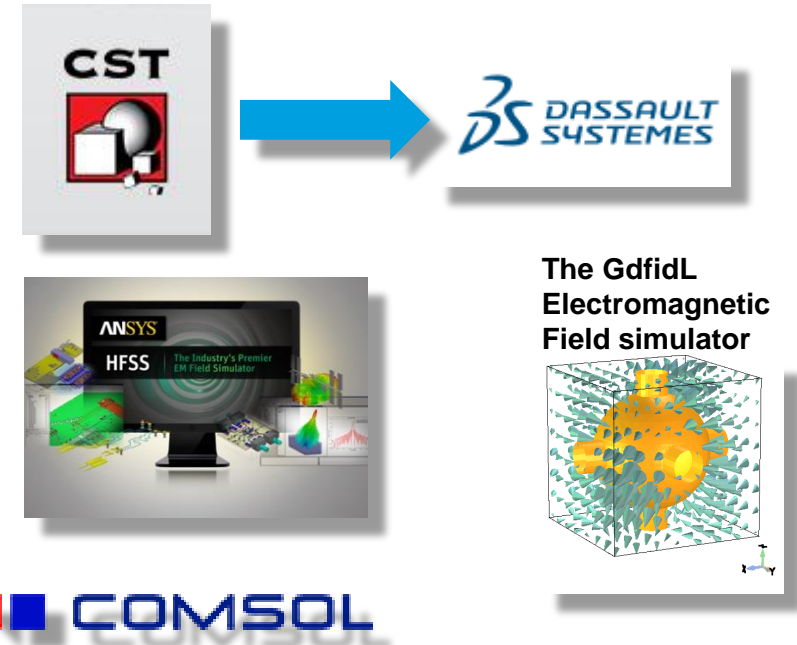 CST
DASSAULT
SYSTEMES
The GdfidL
Electromagnetic
Field simulator
ANSYS
HFSS
The Industry's Premier
EM Field Simulator
X
Y
COMSOL